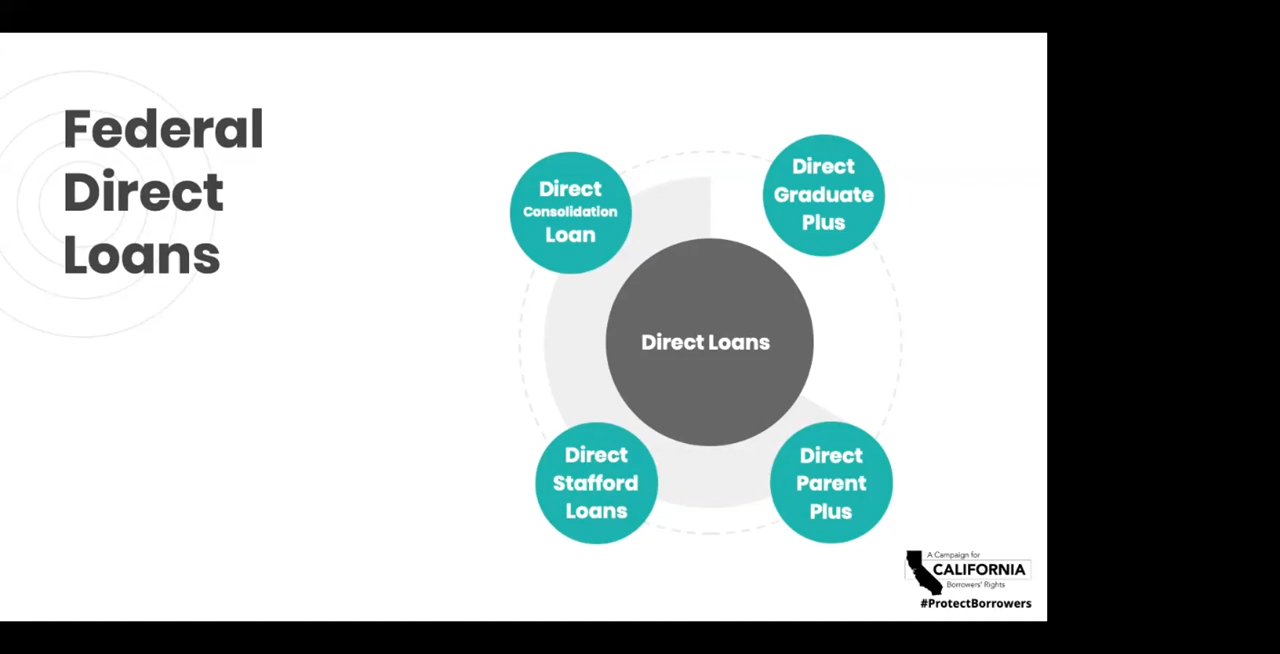 Federal
Direct
Loans
Direct
Consolidation
Loan
Direct
Graduate
Plus
Direct Loans
Direct
Stafford
Loans
Direct
Parent
Plus
A Campaign for
CALIFORNIA
Borrowers' Rights
#ProtectBorrowers